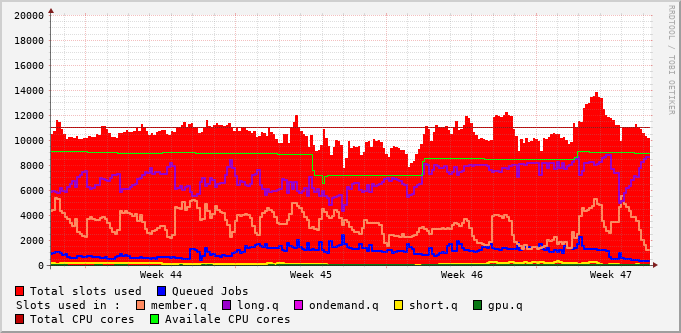 20000
18000
16000
14000
12000
10000
8000
6000
4000
2000
0
Week 44 Week 45 Week 46 Week 47
Total slots used Queued Jobs
Slots used in : member.q long.q ondemand.q short.q gpu.q
Total CPU cores Availale CPU cores
RRDTOOL / TOBI OETIKER